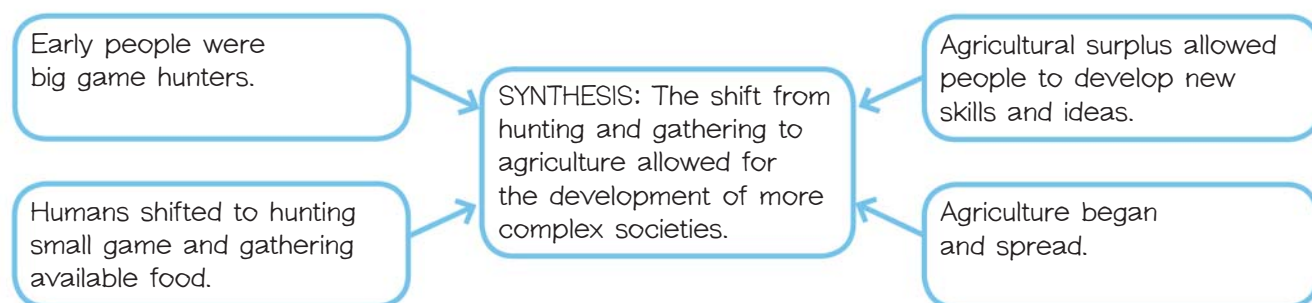 Early people were
big game hunters.
Humans shifted to hunting
small game and gathering
available food.
SYNTHESIS: The shift from
hunting and gathering to
agriculture allowed for
the development of more
complex societies.
Agricultural surplus allowed
people to develop new
skills and ideas.
Agriculture began
and spread.